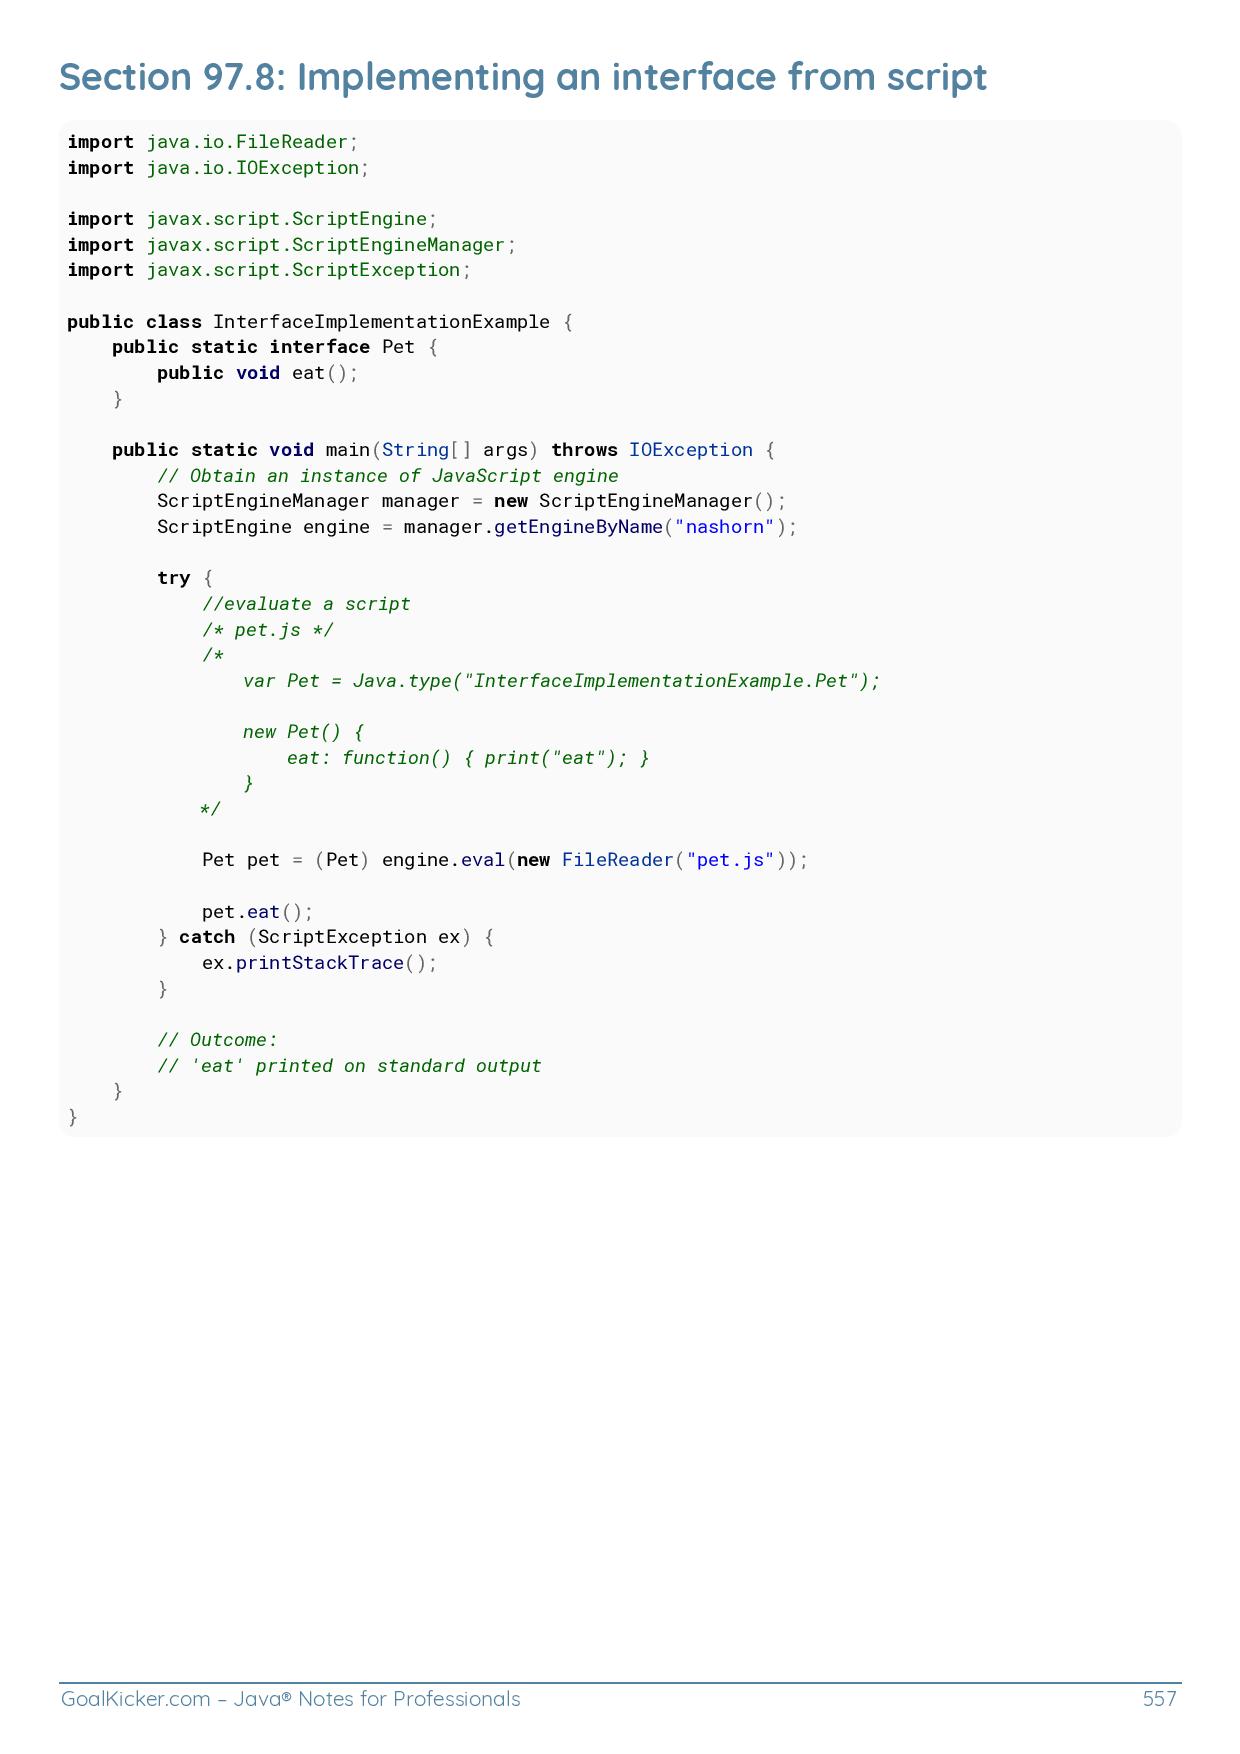 Section 97.8: Implementing an interface from script
import java.io.FileReader;
import java.io.IOException;

import javax.script.ScriptEngine;
import javax.script.ScriptEngineManager;
import javax.script.ScriptException;

public class InterfaceImplementationExample {
    public static interface Pet {
        public void eat();
    }

    public static void main(String[] args) throws IOException {
        // Obtain an instance of JavaScript engine
        ScriptEngineManager manager = new ScriptEngineManager();
        ScriptEngine engine = manager.getEngineByName("nashorn");

        try {
            //evaluate a script
            /* pet.js */
            /*
                var Pet = Java.type("InterfaceImplementationExample.Pet");

                new Pet() {
                    eat: function() { print("eat"); }
                }
            */

            Pet pet = (Pet) engine.eval(new FileReader("pet.js"));

            pet.eat();
        } catch (ScriptException ex) {
            ex.printStackTrace();
        }

        // Outcome:
        // 'eat' printed on standard output
    }
}
GoalKicker.com – Java® Notes for Professionals 557